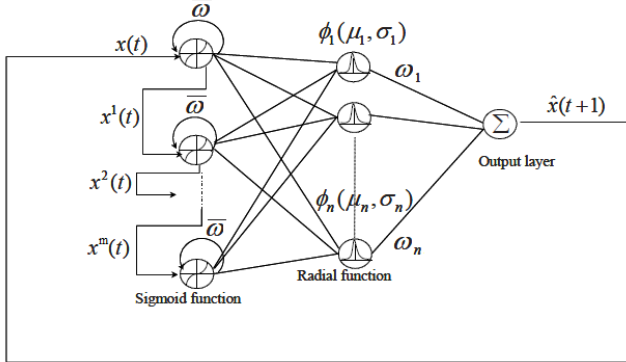 ω
ϕ₁(μ₁,σ₁)
x(t)
ω₁
x¹(t)
ω̅
x̂(t+1)
∑
Output layer
x²(t)
ϕₙ(μₙ,σₙ)
ω̅
xᵐ(t)
ωₙ
Radial function
Sigmoid function